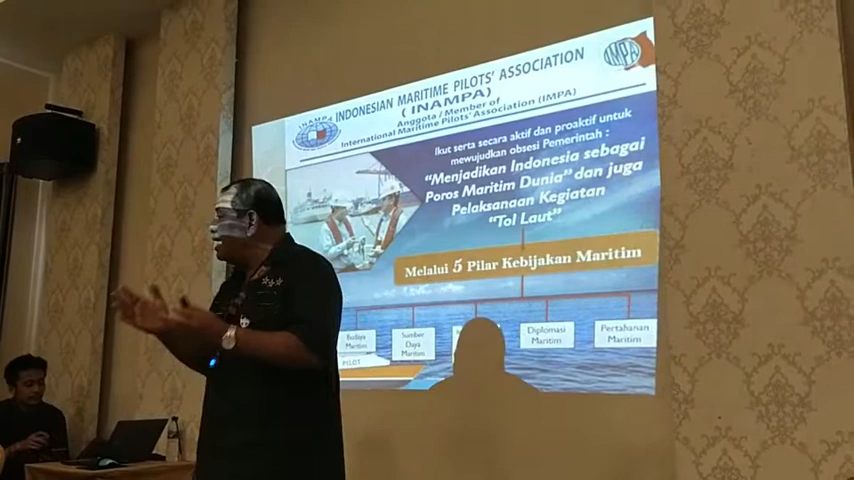 INDONESIAN MARITIME PILOTS' ASSOCIATION
( INAMPA )
Anggota / Member of
International Maritime Pilots' Association (IMPA)
INAMPA
IMPA
Ikut serta secara aktif dan proaktif untuk
mewujudkan obsesi Pemerintah :
"Menjadikan Indonesia sebagai
Poros Maritim Dunia" dan juga
Pelaksanaan Kegiatan
"Tol Laut"
Melalui 5 Pilar Kebijakan Maritim
Budaya
Maritim
Sumber
Daya
Maritim
Diplomasi
Maritim
Pertahanan
Maritim
PILOT